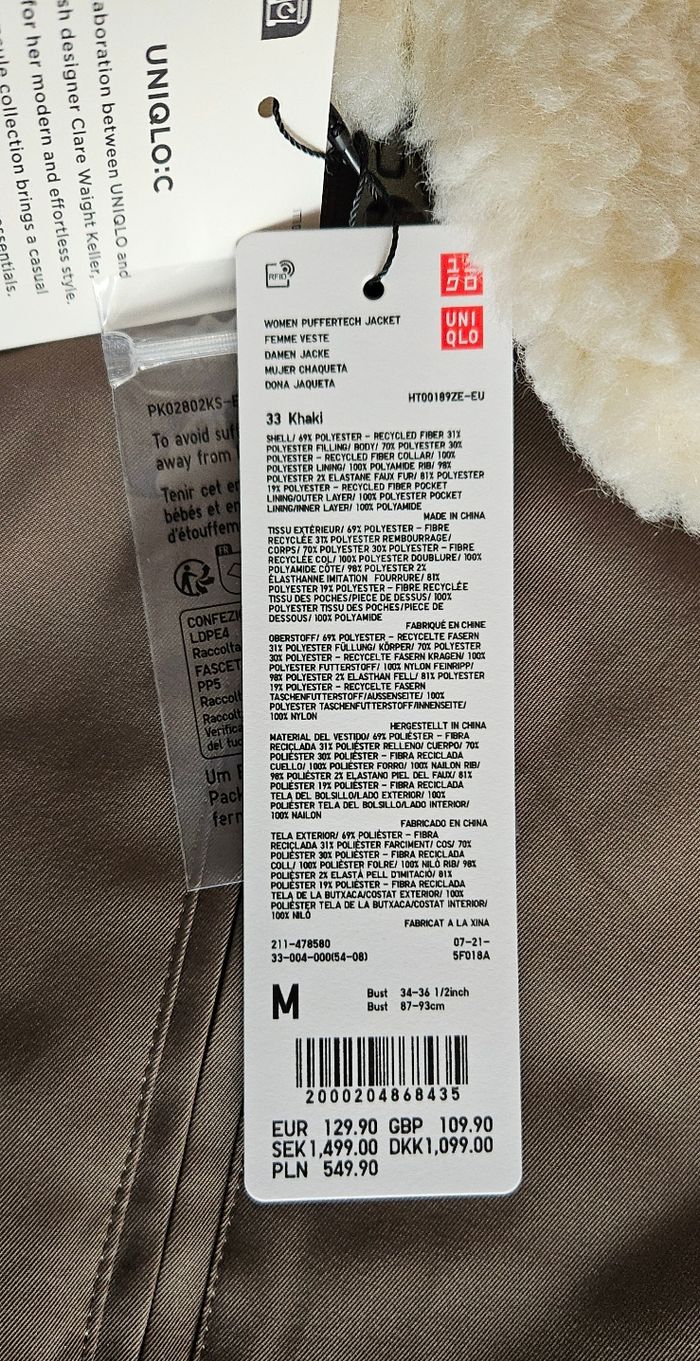 UNIQLO:C
aboration between UNIQLO and
sh designer Clare Waight Keller,
for her modern and effortless style.
collection brings a casual
essentials.
RFID
UNI
QLO
WOMEN PUFFERTECH JACKET
FEMME VESTE
DAMEN JACKE
MUJER CHAQUETA
DONA JAQUETA
HT00189ZE-EU
33 Khaki
SHELL/ 69% POLYESTER - RECYCLED FIBER 31%
POLYESTER FILLING/ BODY/ 70% POLYESTER 30%
POLYESTER - RECYCLED FIBER COLLAR/ 100%
POLYESTER LINING/ 100% POLYAMIDE RIB/ 98%
POLYESTER 2% ELASTANE FAUX FUR/ 81% POLYESTER
19% POLYESTER - RECYCLED FIBER POCKET
LINING/OUTER LAYER/ 100% POLYESTER POCKET
LINING/INNER LAYER/ 100% POLYAMIDE
MADE IN CHINA
TISSU EXTÉRIEUR/ 69% POLYESTER - FIBRE
RECYCLÉE 31% POLYESTER REMBOURRAGE/
CORPS/ 70% POLYESTER 30% POLYESTER - FIBRE
RECYCLÉE COL/ 100% POLYESTER DOUBLURE/ 100%
POLYAMIDE CÔTE/ 98% POLYESTER 2%
ÉLASTHANNE IMITATION FOURRURE/ 81%
POLYESTER 19% POLYESTER - FIBRE RECYCLÉE
TISSU DES POCHES/PIECE DE DESSUS/ 100%
POLYESTER TISSU DES POCHES/PIECE DE
DESSOUS/ 100% POLYAMIDE
FABRIQUÉ EN CHINE
OBERSTOFF/ 69% POLYESTER - RECYCELTE FASERN
31% POLYESTER FÜLLUNG/ KÖRPER/ 70% POLYESTER
30% POLYESTER - RECYCELTE FASERN KRAGEN/ 100%
POLYESTER FUTTERSTOFF/ 100% NYLON FEINRIPP/
98% POLYESTER 2% ELASTHAN FELL/ 81% POLYESTER
19% POLYESTER - RECYCELTE FASERN
TASCHENFUTTERSTOFF/AUSSENSEITE/ 100%
POLYESTER TASCHENFUTTERSTOFF/INNENSEITE/
100% NYLON
HERGESTELLT IN CHINA
MATERIAL DEL VESTIDO/ 69% POLIÉSTER - FIBRA
RECICLADA 31% POLIÉSTER RELLENO/ CUERPO/ 70%
POLIÉSTER 30% POLIÉSTER - FIBRA RECICLADA
CUELLO/ 100% POLIÉSTER FORRO/ 100% NAILON RIB/
98% POLIÉSTER 2% ELASTANO PIEL DEL FAUX/ 81%
POLIÉSTER 19% POLIÉSTER - FIBRA RECICLADA
TELA DEL BOLSILLO/LADO EXTERIOR/ 100%
POLIÉSTER TELA DEL BOLSILLO/LADO INTERIOR/
100% NAILON
FABRICADO EN CHINA
TELA EXTERIOR/ 69% POLIÈSTER - FIBRA
RECICLADA 31% POLIÈSTER FARCIMENT/ COS/ 70%
POLIÈSTER 30% POLIÈSTER - FIBRA RECICLADA
COLL/ 100% POLIÈSTER FOLRE/ 100% NILÓ RIB/ 98%
POLIÈSTER 2% ELASTÀ PELL D'IMITACIÓ/ 81%
POLIÈSTER 19% POLIÈSTER - FIBRA RECICLADA
TELA DE LA BUTXACA/COSTAT EXTERIOR/ 100%
POLIÈSTER TELA DE LA BUTXACA/COSTAT INTERIOR/
100% NILÓ
FABRICAT A LA XINA
211-478580 07-21-
33-004-000(54-08) 5F018A
M Bust 34-36 1/2inch
Bust 87-93cm
2000204868435
EUR 129.90 GBP 109.90
SEK1,499.00 DKK1,099.00
PLN 549.90
PK02802KS-E
To avoid suf
away from
Tenir cet e
bébés et e
d'étouffem
FR
CONFEZI
LDPE4
Raccolta
FASCET
PP5
Raccolt
Raccolt
Verifica
del tuo
Um E
Pack
fern